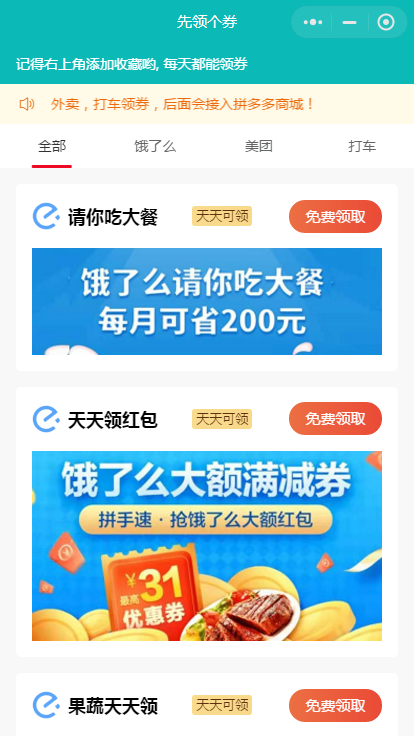 先领个券
记得右上角添加收藏哟, 每天都能领券
外卖，打车领券，后面会接入拼多多商城！
全部 饿了么 美团 打车
请你吃大餐 天天可领 免费领取
饿了么请你吃大餐
每月可省200元
天天领红包 天天可领 免费领取
饿了么大额满减券
拼手速·抢饿了么大额红包
¥31
最高
优惠券
果蔬天天领 天天可领 免费领取